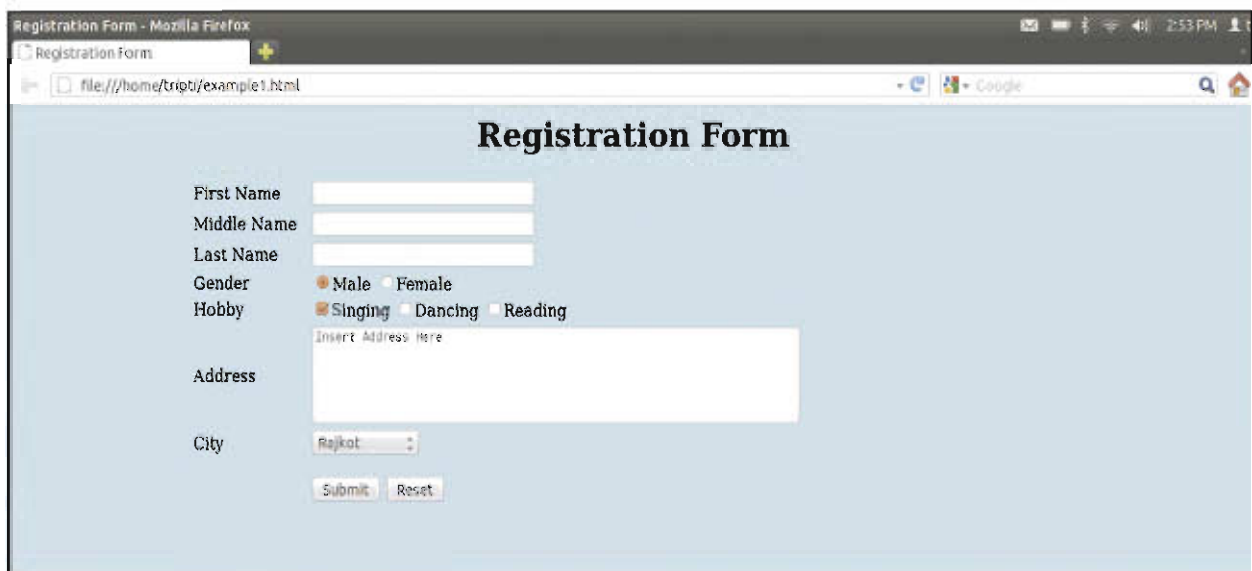 Registration Form - Mozilla Firefox
2:53 PM
Registration Form
file:///home/tripti/example1.html
Google
Registration Form
First Name
Middle Name
Last Name
Gender Male Female
Hobby Singing Dancing Reading
Insert Address Here
Address
City Rajkot
Submit Reset